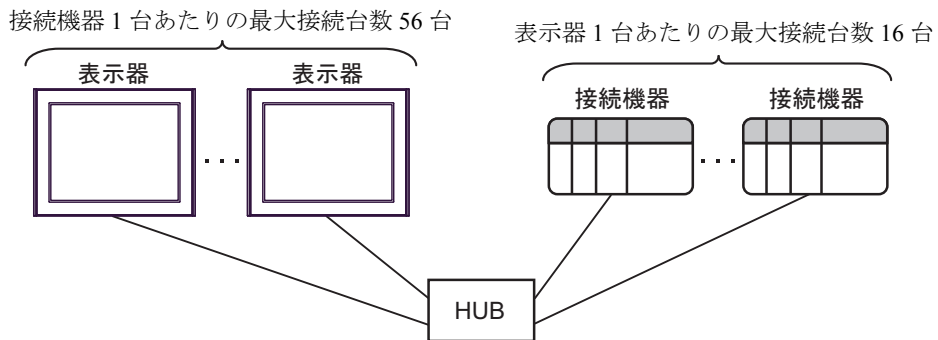 接続機器 1 台あたりの最大接続台数 56 台
表示器 1 台あたりの最大接続台数 16 台
表示器
表示器
接続機器
接続機器
HUB